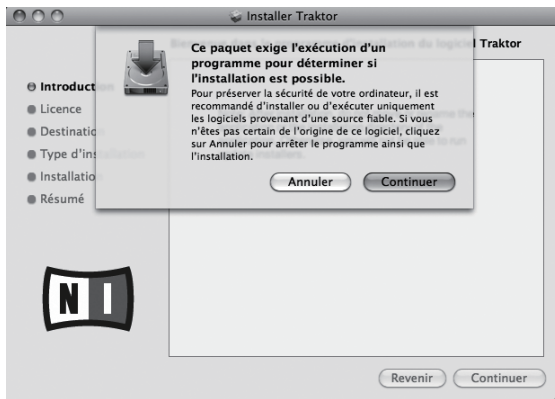 Installer Traktor
du logiciel Traktor
Ce paquet exige l'exécution d'un
programme pour déterminer si
l'installation est possible.
Pour préserver la sécurité de votre ordinateur, il est
recommandé d'installer ou d'exécuter uniquement
les logiciels provenant d'une source fiable. Si vous
n'êtes pas certain de l'origine de ce logiciel, cliquez
sur Annuler pour arrêter le programme ainsi que
l'installation.
Annuler
Continuer
Introduct
Licence
Destinatio
Type d'installation
Installatio
Résumé
NI
Revenir
Continuer